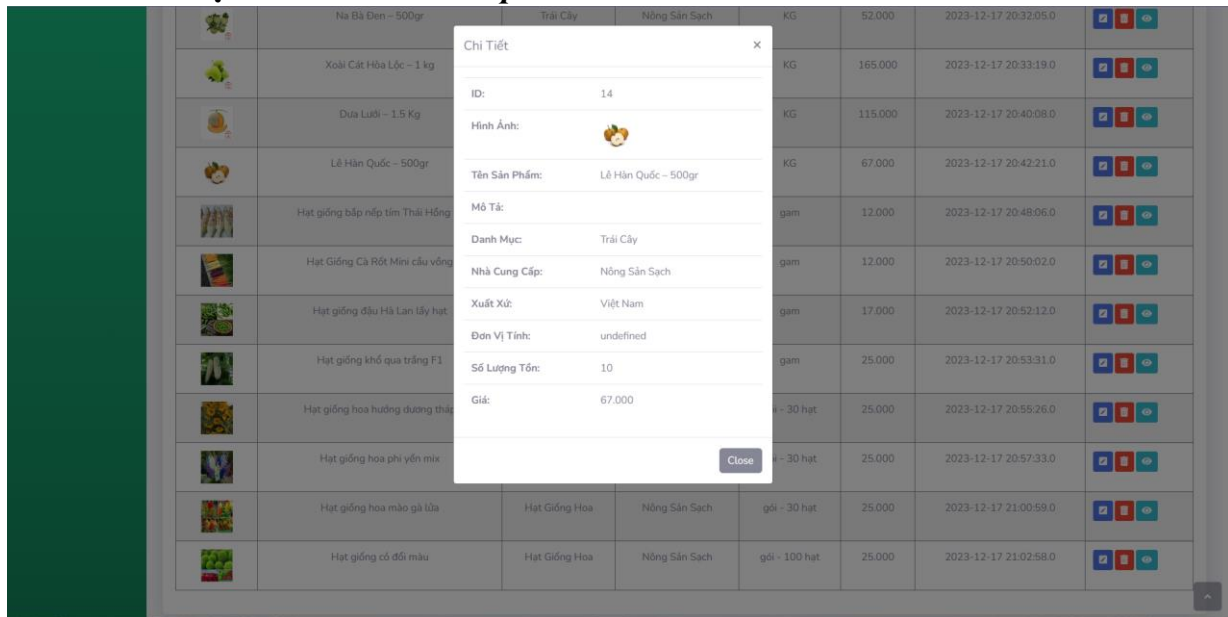 Na Bà Đen – 500gr Trái Cây Nông Sản Sạch KG 52.000 2023-12-17 20:32:05.0
Chi Tiết ×
Xoài Cát Hòa Lộc – 1 kg KG 165.000 2023-12-17 20:33:19.0
ID: 14
Dưa Lưới – 1.5 Kg KG 115.000 2023-12-17 20:40:08.0
Hình Ảnh:
Lê Hàn Quốc – 500gr KG 67.000 2023-12-17 20:42:21.0
Tên Sản Phẩm: Lê Hàn Quốc – 500gr
Mô Tả:
Hạt giống bắp nếp tím Thái Hồng gam 12.000 2023-12-17 20:48:06.0
Danh Mục: Trái Cây
Hạt Giống Cà Rốt Mini cầu vồng gam 12.000 2023-12-17 20:50:02.0
Nhà Cung Cấp: Nông Sản Sạch
Xuất Xứ: Việt Nam
Hạt giống đậu Hà Lan lấy hạt gam 17.000 2023-12-17 20:52:12.0
Đơn Vị Tính: undefined
Hạt giống khổ qua trắng F1 gam 25.000 2023-12-17 20:53:31.0
Số Lượng Tồn: 10
Giá: 67.000
Hạt giống hoa hướng dương - 30 hạt 25.000 2023-12-17 20:55:26.0
Hạt giống hoa phi yến mix - 30 hạt 25.000 2023-12-17 20:57:33.0
Close
Hạt giống hoa mào gà lửa Hạt Giống Hoa Nông Sản Sạch gói - 30 hạt 25.000 2023-12-17 21:00:59.0
Hạt giống cỏ đổi màu Hạt Giống Hoa Nông Sản Sạch gói - 100 hạt 25.000 2023-12-17 21:02:58.0